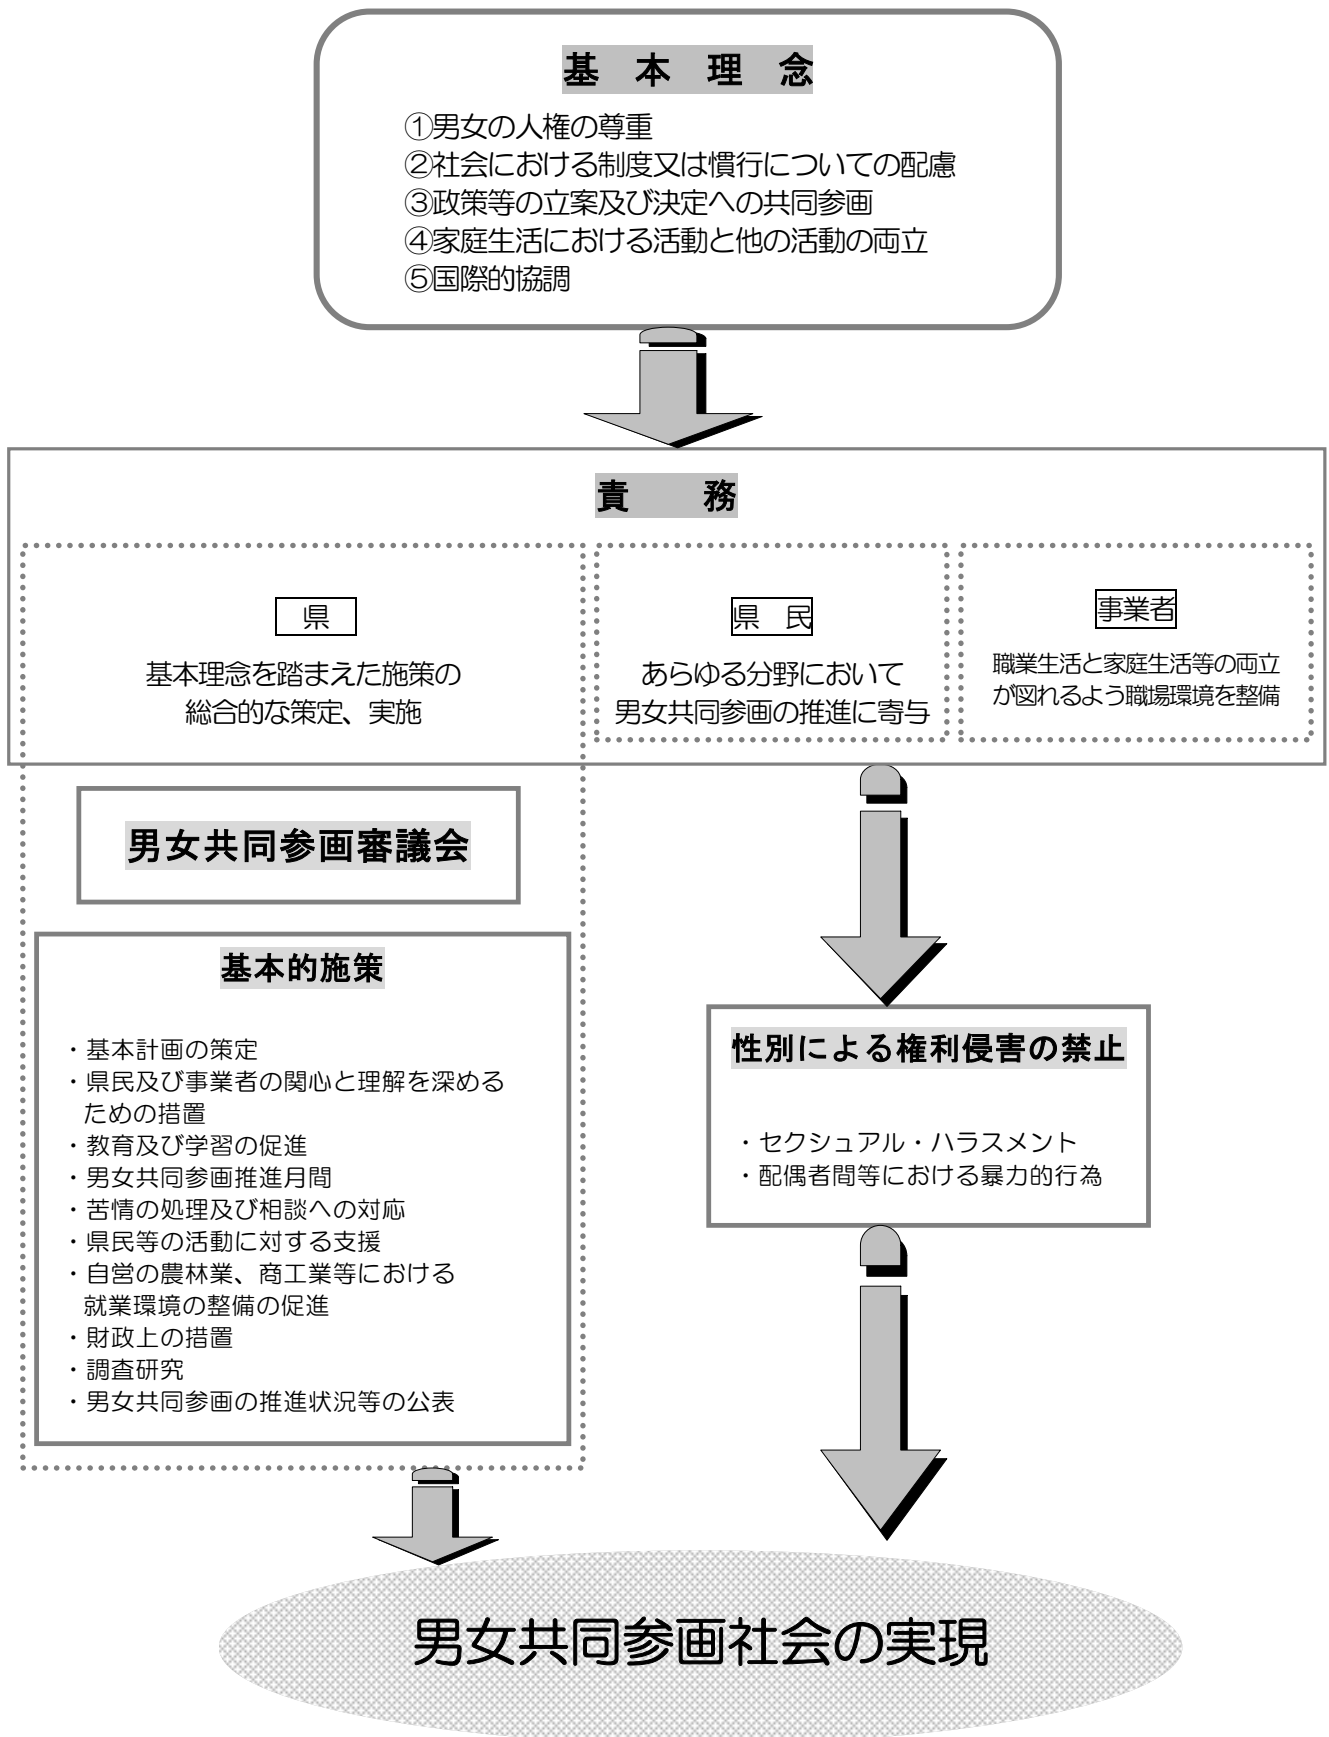 基　本　理　念
①男女の人権の尊重
②社会における制度又は慣行についての配慮
③政策等の立案及び決定への共同参画
④家庭生活における活動と他の活動の両立
⑤国際的協調
責　　務
県
基本理念を踏まえた施策の
総合的な策定、実施
県　民
あらゆる分野において
男女共同参画の推進に寄与
事業者
職業生活と家庭生活等の両立
が図れるよう職場環境を整備
男女共同参画審議会
基本的施策
・基本計画の策定
・県民及び事業者の関心と理解を深める
ための措置
・教育及び学習の促進
・男女共同参画推進月間
・苦情の処理及び相談への対応
・県民等の活動に対する支援
・自営の農林業、商工業等における
就業環境の整備の促進
・財政上の措置
・調査研究
・男女共同参画の推進状況等の公表
性別による権利侵害の禁止
・セクシュアル・ハラスメント
・配偶者間等における暴力的行為
男女共同参画社会の実現